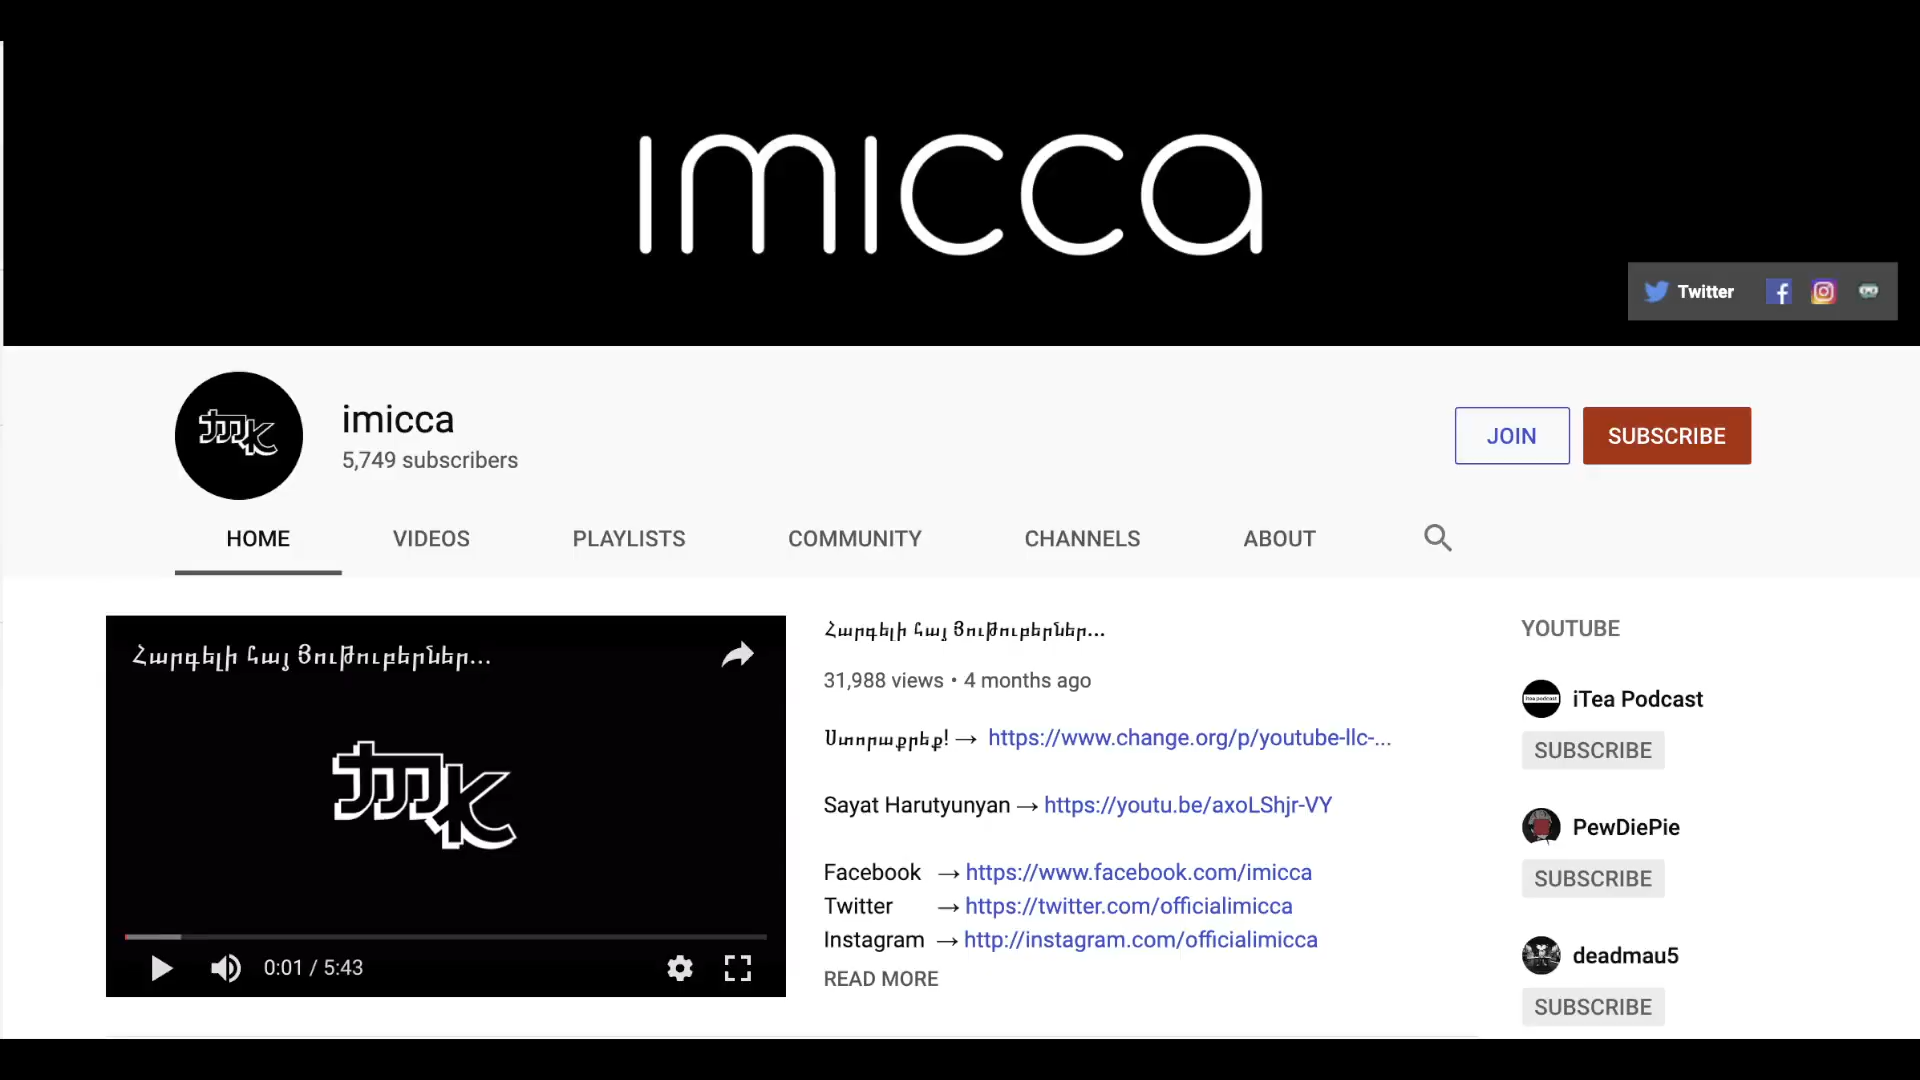 imicca
Twitter
imicca
5,749 subscribers
JOIN
SUBSCRIBE
HOME
VIDEOS
PLAYLISTS
COMMUNITY
CHANNELS
ABOUT
Հարգելի հայ Յութուբերներ...
0:01 / 5:43
Հարգելի հայ Յութուբերներ...
31,988 views • 4 months ago
Ստորագրեք! → https://www.change.org/p/youtube-llc-...
Sayat Harutyunyan → https://youtu.be/axoLShjr-VY
Facebook → https://www.facebook.com/imicca
Twitter → https://twitter.com/officialimicca
Instagram → http://instagram.com/officialimicca
READ MORE
YOUTUBE
iTea Podcast
SUBSCRIBE
PewDiePie
SUBSCRIBE
deadmau5
SUBSCRIBE